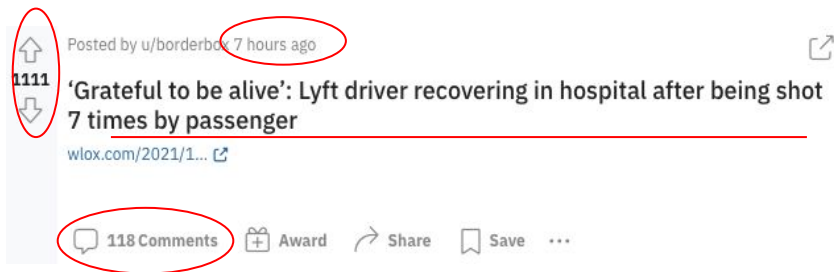 Posted by u/borderbox 7 hours ago
1111
‘Grateful to be alive’: Lyft driver recovering in hospital after being shot
7 times by passenger
wlox.com/2021/1...
118 Comments Award Share Save ...